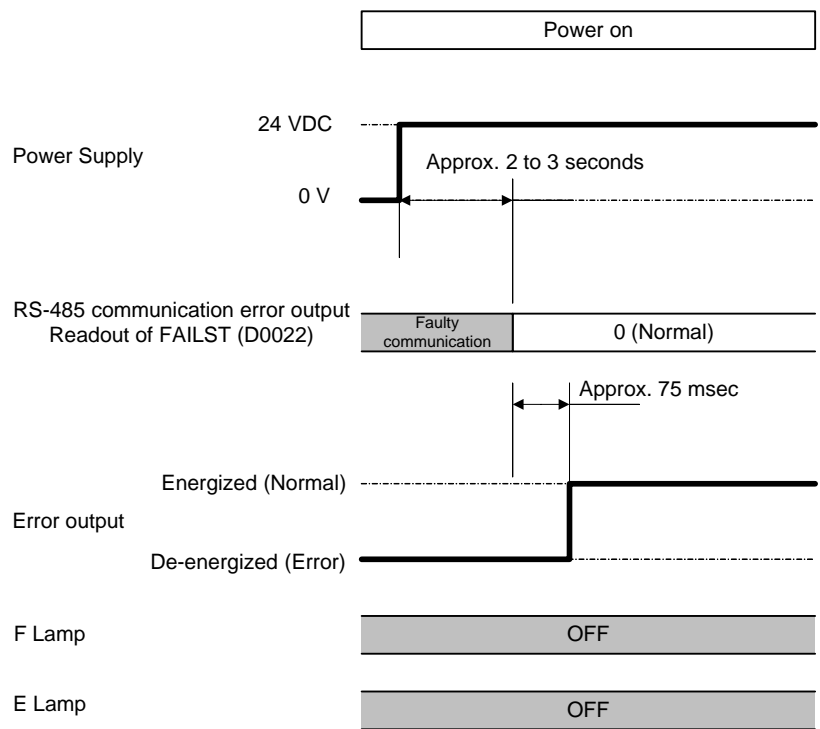 Power on
24 VDC
Power Supply
Approx. 2 to 3 seconds
0 V
RS-485 communication error output
Readout of FAILST (D0022)
Faulty
communication
0 (Normal)
Approx. 75 msec
Energized (Normal)
Error output
De-energized (Error)
F Lamp
OFF
E Lamp
OFF